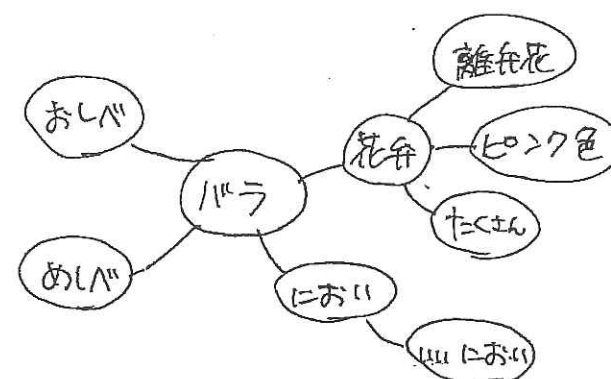 離弁花
おしべ
花弁
ピンク色
バラ
たくさん
めしべ
におい
いいにおい